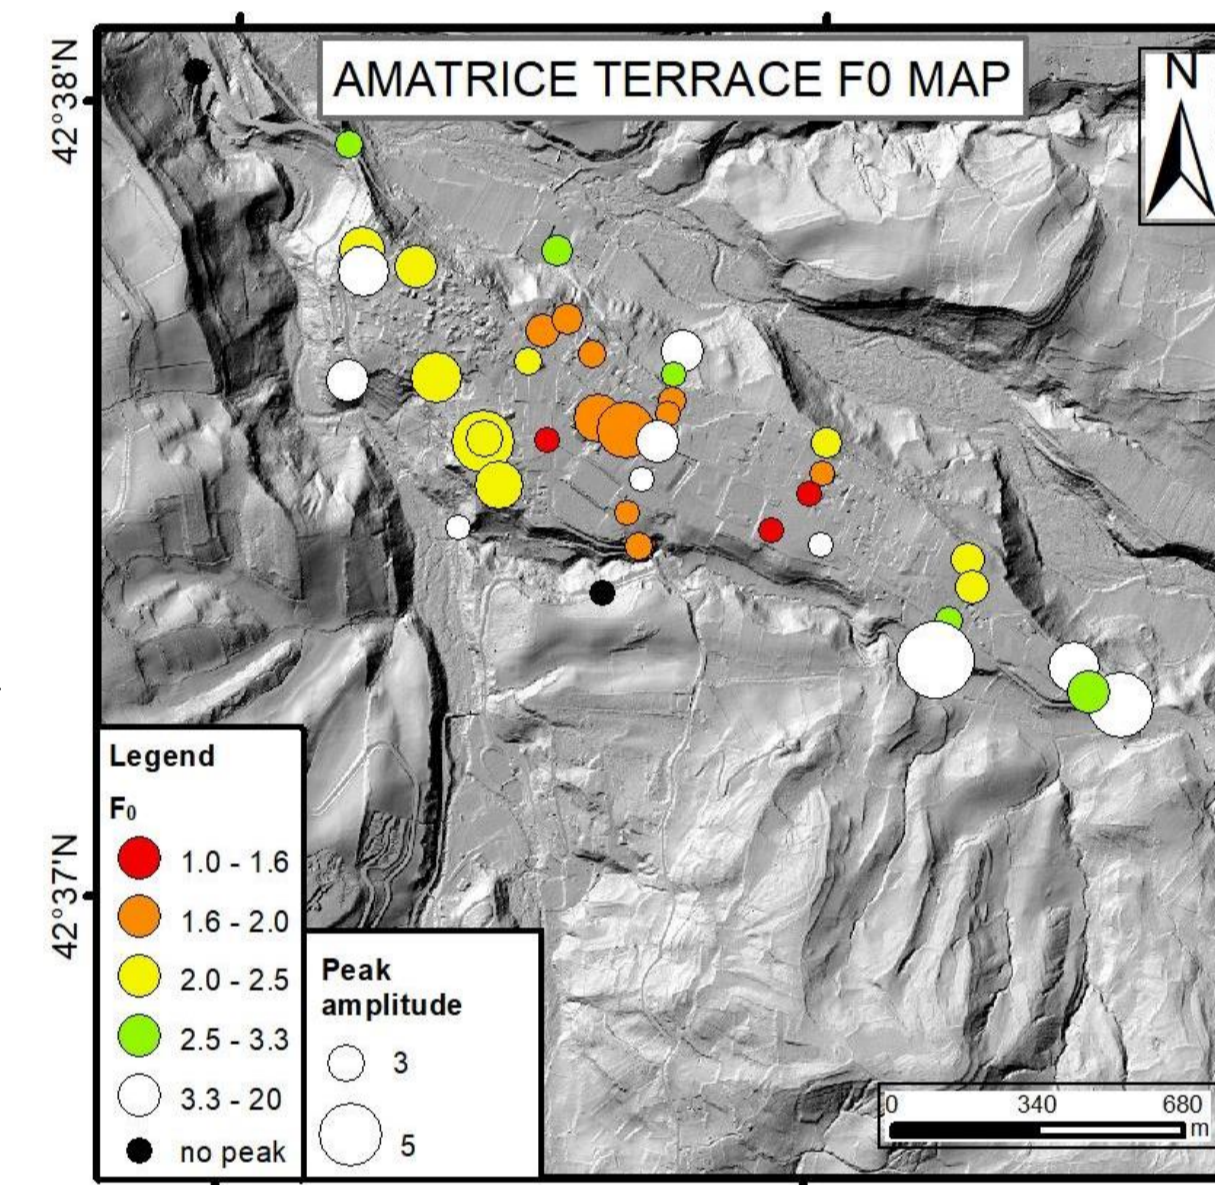 AMATRICE TERRACE F0 MAP
N
42°38'N
42°37'N
Legend
F₀
1.0 - 1.6
1.6 - 2.0
2.0 - 2.5
2.5 - 3.3
3.3 - 20
no peak
Peak
amplitude
3
5
0 340 680
m